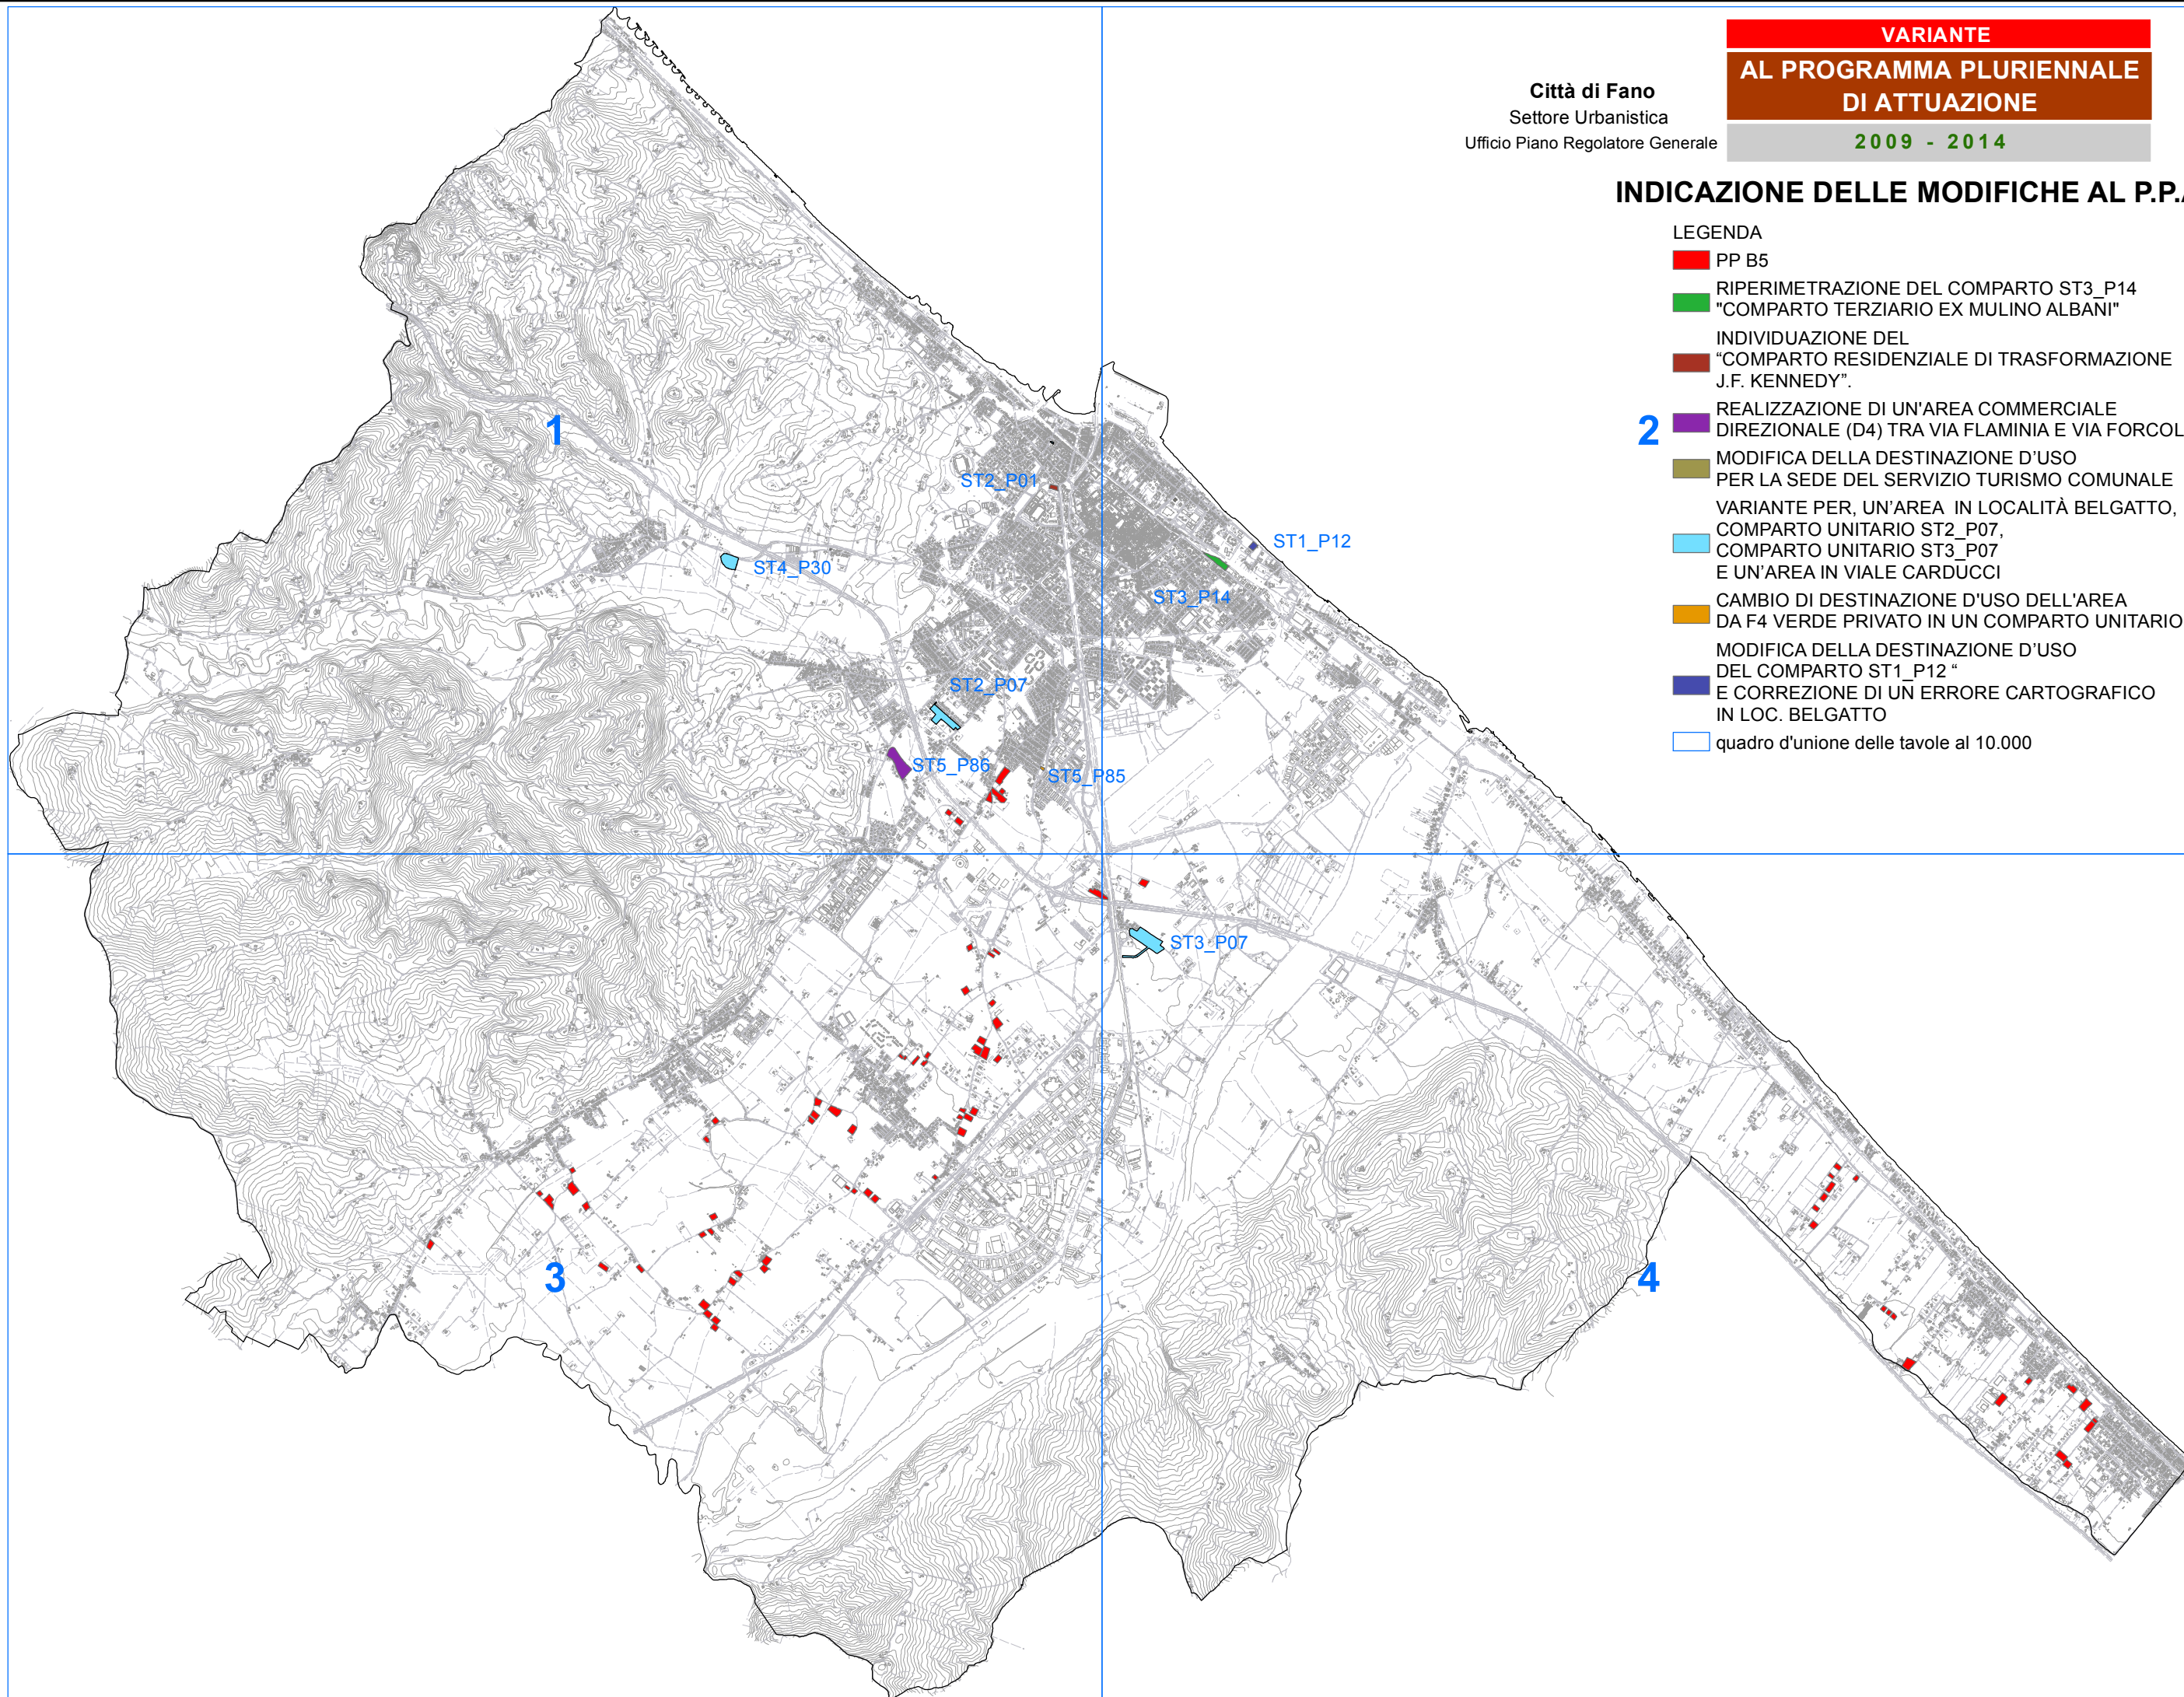 VARIANTE
AL PROGRAMMA PLURIENNALE
DI ATTUAZIONE
2009 - 2014
Città di Fano
Settore Urbanistica
Ufficio Piano Regolatore Generale
INDICAZIONE DELLE MODIFICHE AL P.P.A
LEGENDA
PP B5
RIPERIMETRAZIONE DEL COMPARTO ST3_P14
"COMPARTO TERZIARIO EX MULINO ALBANI"
INDIVIDUAZIONE DEL
“COMPARTO RESIDENZIALE DI TRASFORMAZIONE
J.F. KENNEDY”.
REALIZZAZIONE DI UN'AREA COMMERCIALE
DIREZIONALE (D4) TRA VIA FLAMINIA E VIA FORCOL
MODIFICA DELLA DESTINAZIONE D’USO
PER LA SEDE DEL SERVIZIO TURISMO COMUNALE
VARIANTE PER, UN’AREA IN LOCALITÀ BELGATTO,
COMPARTO UNITARIO ST2_P07,
COMPARTO UNITARIO ST3_P07
E UN’AREA IN VIALE CARDUCCI
CAMBIO DI DESTINAZIONE D'USO DELL'AREA
DA F4 VERDE PRIVATO IN UN COMPARTO UNITARIO
MODIFICA DELLA DESTINAZIONE D’USO
DEL COMPARTO ST1_P12 “
E CORREZIONE DI UN ERRORE CARTOGRAFICO
IN LOC. BELGATTO
quadro d'unione delle tavole al 10.000
1
2
ST2_P01
ST1_P12
ST4_P30
ST3_P14
ST2_P07
ST5_P86
ST5_P85
ST3_P07
3
4